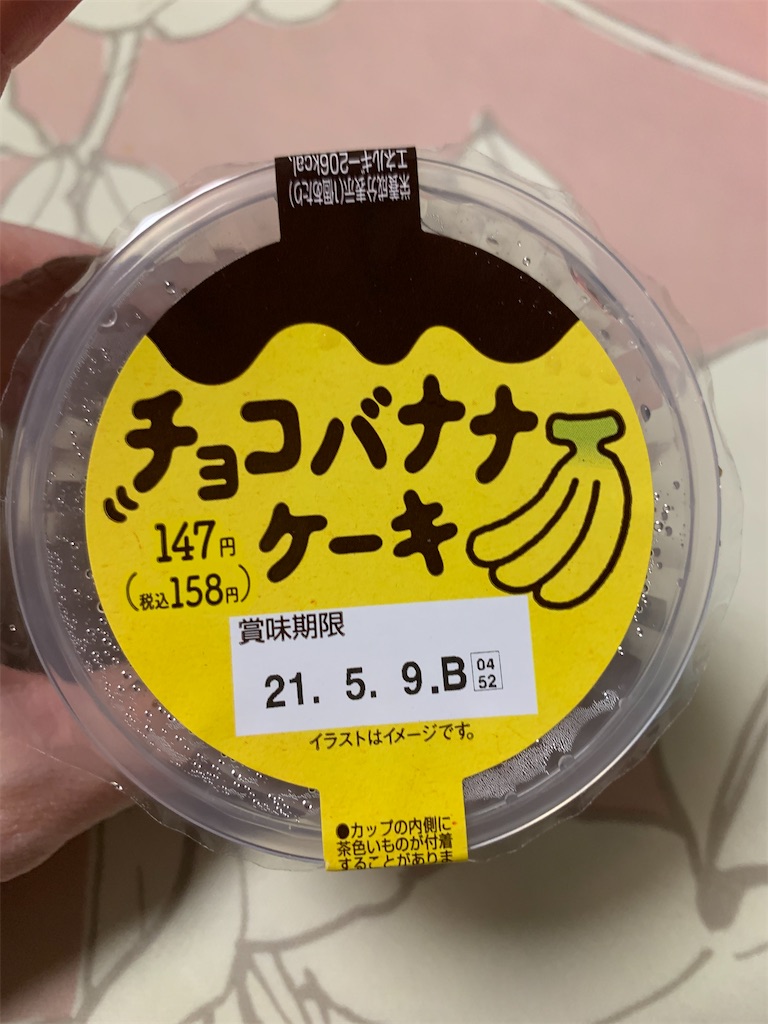 栄養成分表示(1個あたり)
エネルギー206kcal、
チョコバナナ
ケーキ
147円
(税込158円)
賞味期限
21. 5. 9.B 04
52
イラストはイメージです。
●カップの内側に
茶色いものが付着
することがありま